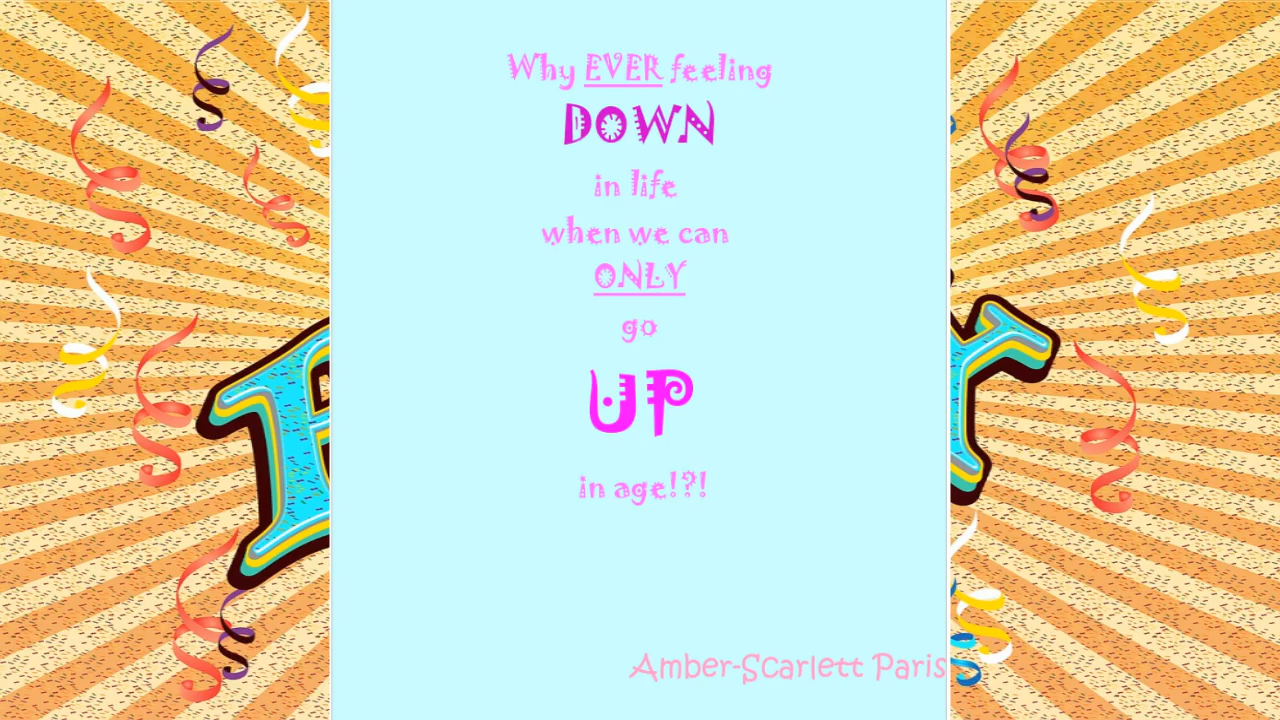 Why EVER feeling
DOWN
in life
when we can
ONLY
go
UP
in age!?!
Amber-Scarlett Paris